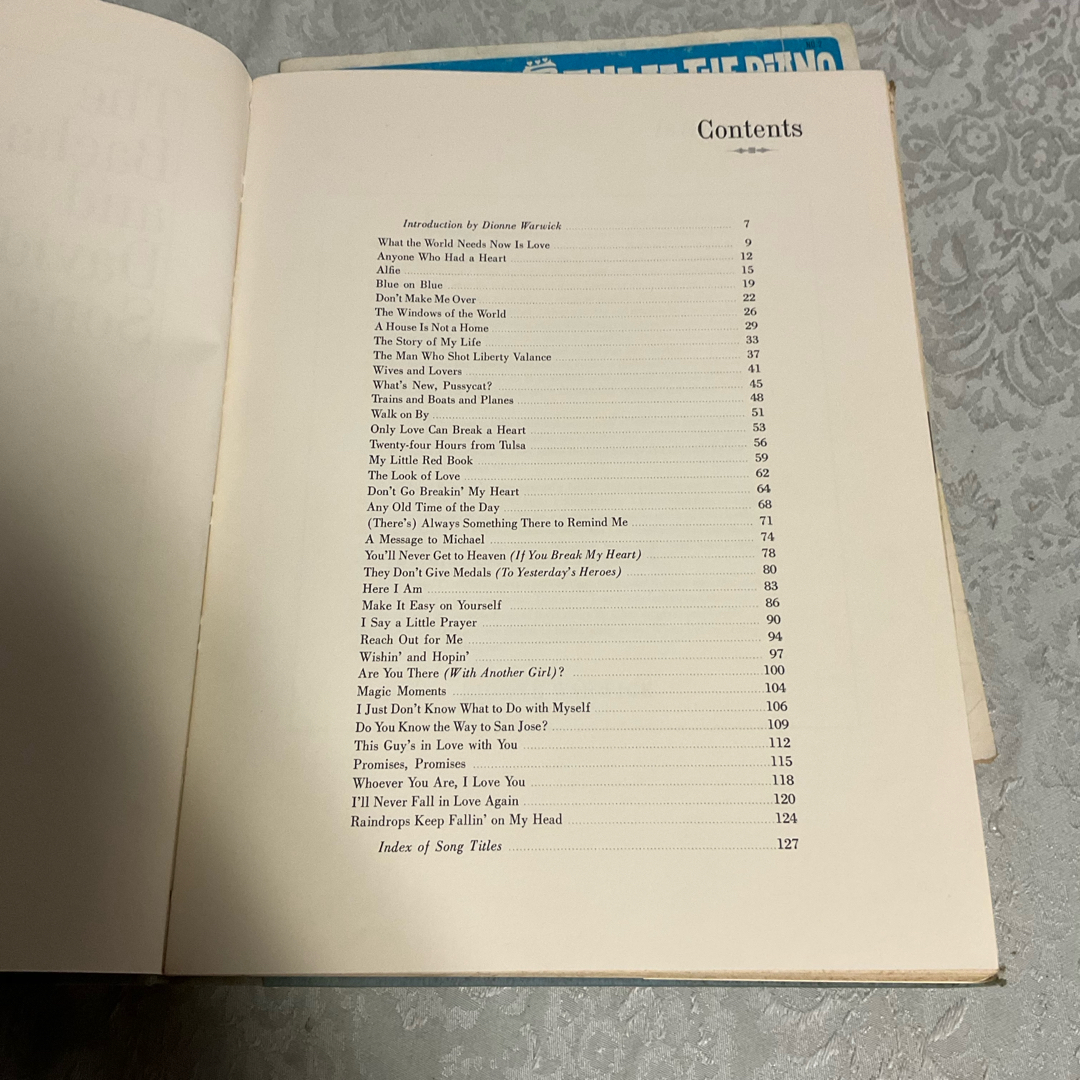 THE PIANO
Contents
Introduction by Dionne Warwick 7
What the World Needs Now Is Love 9
Anyone Who Had a Heart 12
Alfie 15
Blue on Blue 19
Don't Make Me Over 22
The Windows of the World 26
A House Is Not a Home 29
The Story of My Life 33
The Man Who Shot Liberty Valance 37
Wives and Lovers 41
What's New, Pussycat? 45
Trains and Boats and Planes 48
Walk on By 51
Only Love Can Break a Heart 53
Twenty-four Hours from Tulsa 56
My Little Red Book 59
The Look of Love 62
Don't Go Breakin' My Heart 64
Any Old Time of the Day 68
(There's) Always Something There to Remind Me 71
A Message to Michael 74
You'll Never Get to Heaven (If You Break My Heart) 78
They Don't Give Medals (To Yesterday's Heroes) 80
Here I Am 83
Make It Easy on Yourself 86
I Say a Little Prayer 90
Reach Out for Me 94
Wishin' and Hopin' 97
Are You There (With Another Girl)? 100
Magic Moments 104
I Just Don't Know What to Do with Myself 106
Do You Know the Way to San Jose? 109
This Guy's in Love with You 112
Promises, Promises 115
Whoever You Are, I Love You 118
I'll Never Fall in Love Again 120
Raindrops Keep Fallin' on My Head 124
Index of Song Titles 127